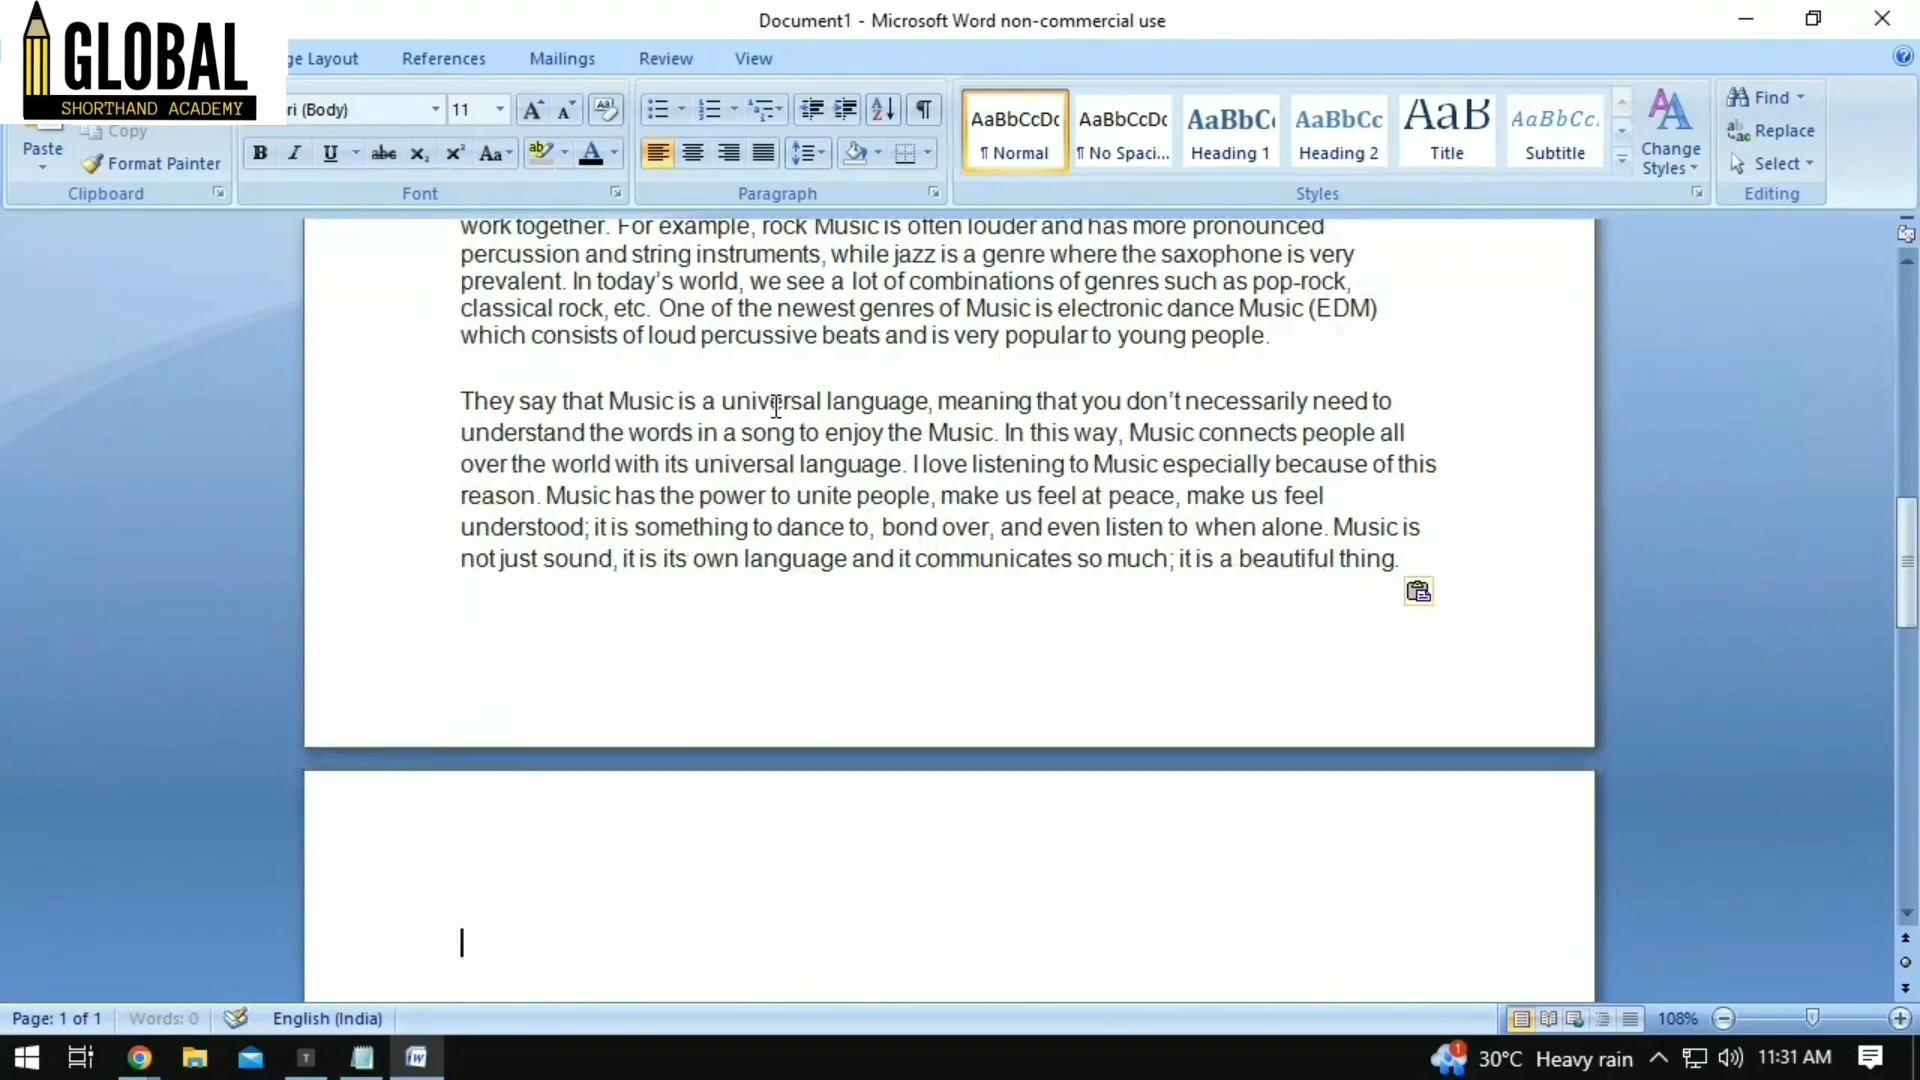 Document1 - Microsoft Word non-commercial use
GLOBAL
SHORTHAND ACADEMY
ge Layout References Mailings Review View
ri (Body) 11
Paste
Copy
Format Painter
Clipboard
Font
Paragraph
AaBbCcDc AaBbCcDc AaBbC AaBbCc AaB AaBbCc.
¶ Normal ¶ No Spaci... Heading 1 Heading 2 Title Subtitle
Change
Styles
Styles
Find
Replace
Select
Editing
work together. For example, rock Music is often louder and has more pronounced
percussion and string instruments, while jazz is a genre where the saxophone is very
prevalent. In today’s world, we see a lot of combinations of genres such as pop-rock,
classical rock, etc. One of the newest genres of Music is electronic dance Music (EDM)
which consists of loud percussive beats and is very popular to young people.
They say that Music is a universal language, meaning that you don’t necessarily need to
understand the words in a song to enjoy the Music. In this way, Music connects people all
over the world with its universal language. I love listening to Music especially because of this
reason. Music has the power to unite people, make us feel at peace, make us feel
understood; it is something to dance to, bond over, and even listen to when alone. Music is
not just sound, it is its own language and it communicates so much; it is a beautiful thing.
Page: 1 of 1 Words: 0 English (India) 108%
30°C Heavy rain 11:31 AM